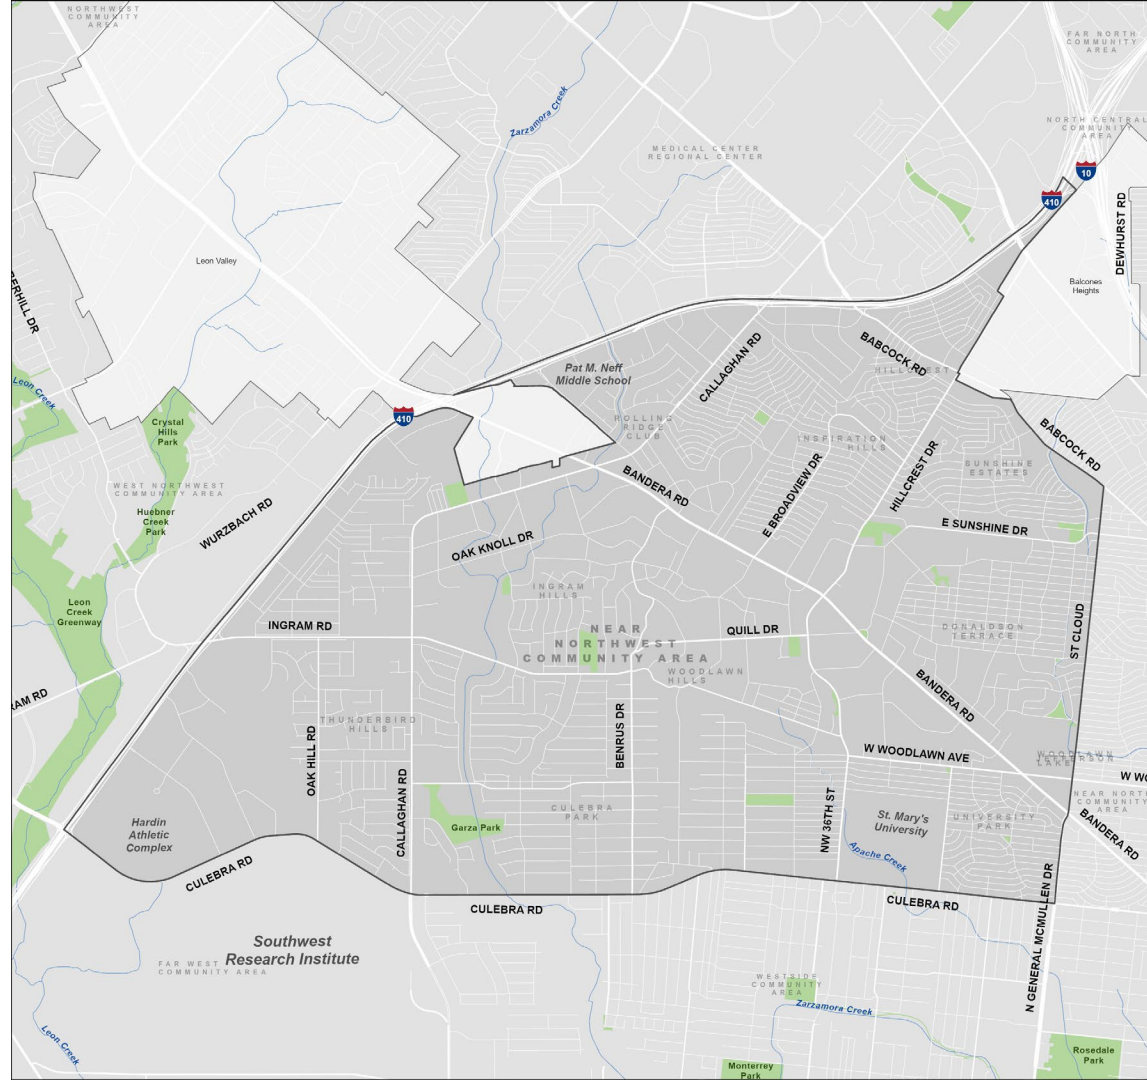 NORTHWEST
COMMUNITY
AREA
FAR NORTH
COMMUNITY
AREA
Zarzamora Creek
NORTH CENTRAL
COMMUNITY
AREA
MEDICAL CENTER
REGIONAL CENTER
10
410
DEWHURST RD
Leon Valley
Balcones
Heights
ERHILL DR
Leon Creek
Pat M. Neff
Middle School
CALLAGHAN RD
BABCOCK RD
HILLCREST
410
Crystal
Hills
Park
ROLLING
RIDGE
CLUB
INSPIRATION
HILLS
BABCOCK RD
SUNSHINE
ESTATES
WEST NORTHWEST
COMMUNITY AREA
Huebner
Creek
Park
WURZBACH RD
BANDERA RD
E BROADVIEW DR
HILLCREST DR
E SUNSHINE DR
OAK KNOLL DR
INGRAM
HILLS
Leon
Creek
Greenway
INGRAM RD
NEAR
NORTHWEST
COMMUNITY AREA
QUILL DR
DONALDSON
TERRACE
ST CLOUD
WOODLAWN
HILLS
RAM RD
BANDERA RD
THUNDERBIRD
HILLS
OAK HILL RD
BENRUS DR
W WOODLAWN AVE
WOODLAWN
LAKE
JEFFERSON
W WO
CALLAGHAN RD
NEAR NORTH
COMMUNITY
AREA
CULEBRA
PARK
NW 36TH ST
St. Mary's
University
UNIVERSITY
PARK
BANDERA RD
Hardin
Athletic
Complex
Garza Park
Apache Creek
CULEBRA RD
CULEBRA RD
CULEBRA RD
N GENERAL MCMULLEN DR
Southwest
Research Institute
FAR WEST
COMMUNITY AREA
WESTSIDE
COMMUNITY
AREA
Zarzamora Creek
Leon Creek
Rosedale
Park
Monterrey
Park